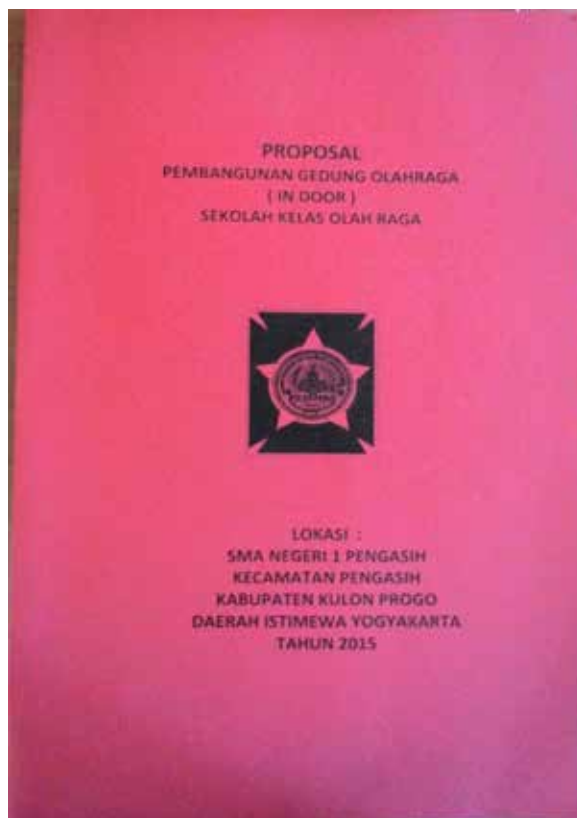 PROPOSAL
PEMBANGUNAN GEDUNG OLAHRAGA
( IN DOOR )
SEKOLAH KELAS OLAH RAGA
LOKASI :
SMA NEGERI 1 PENGASIH
KECAMATAN PENGASIH
KABUPATEN KULON PROGO
DAERAH ISTIMEWA YOGYAKARTA
TAHUN 2015